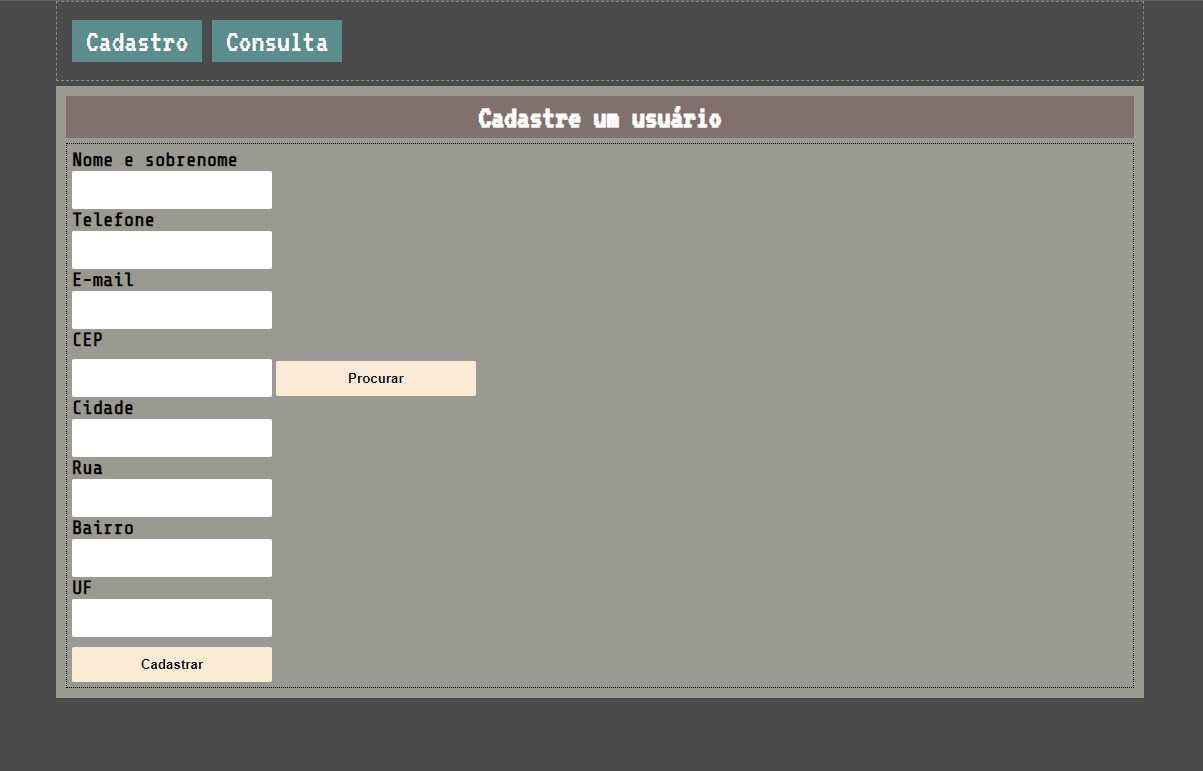 Cadastro Consulta
Cadastre um usuário
Nome e sobrenome
Telefone
E-mail
CEP
Procurar
Cidade
Rua
Bairro
UF
Cadastrar